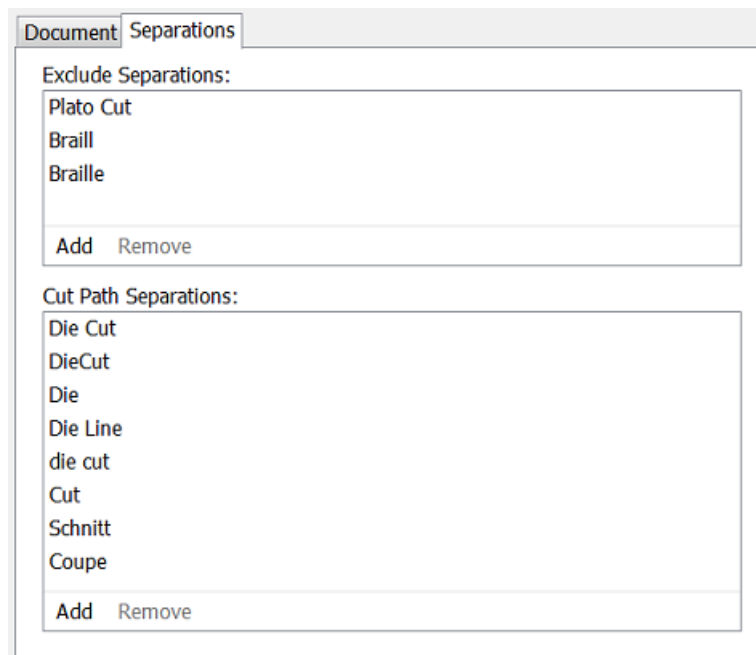 Document Separations
Exclude Separations:
Plato Cut
Braill
Braille
Add Remove
Cut Path Separations:
Die Cut
DieCut
Die
Die Line
die cut
Cut
Schnitt
Coupe
Add Remove